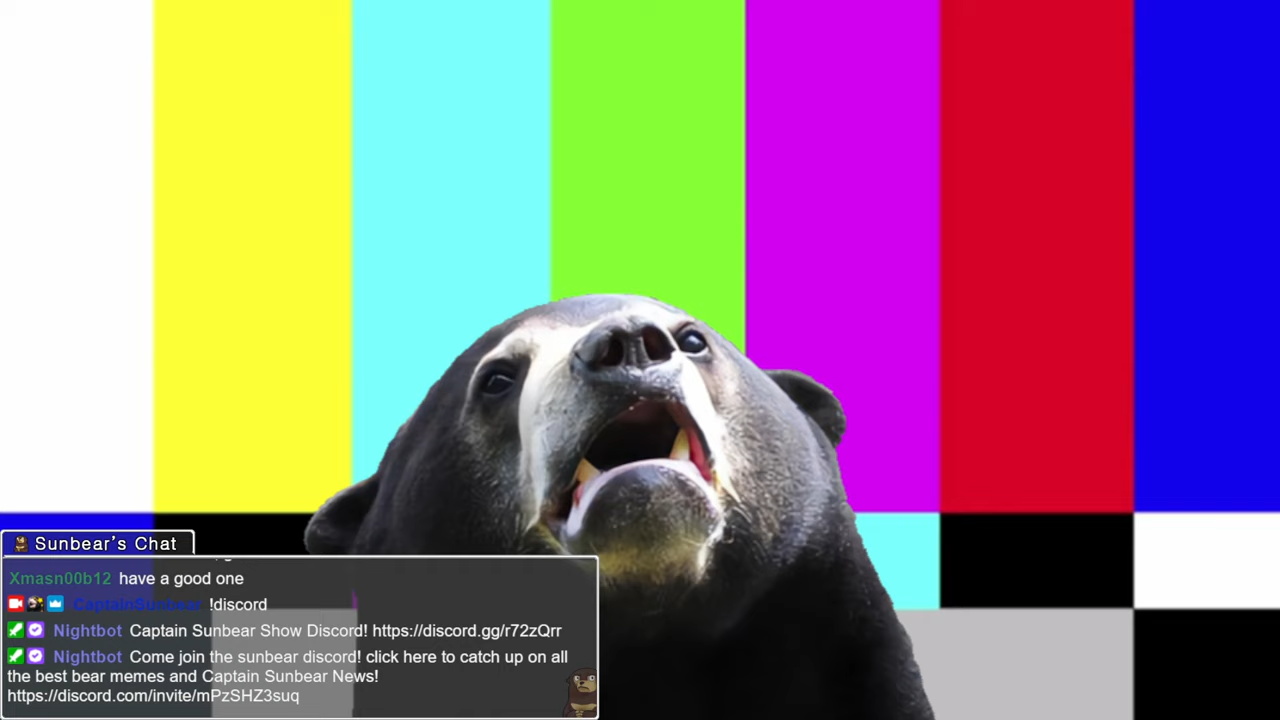 Sunbear's Chat
Xmasn00b12 have a good one
CaptainSunbear !discord
Nightbot Captain Sunbear Show Discord! https://discord.gg/r72zQrr
Nightbot Come join the sunbear discord! click here to catch up on all
the best bear memes and Captain Sunbear News!
https://discord.com/invite/mPzSHZ3suq